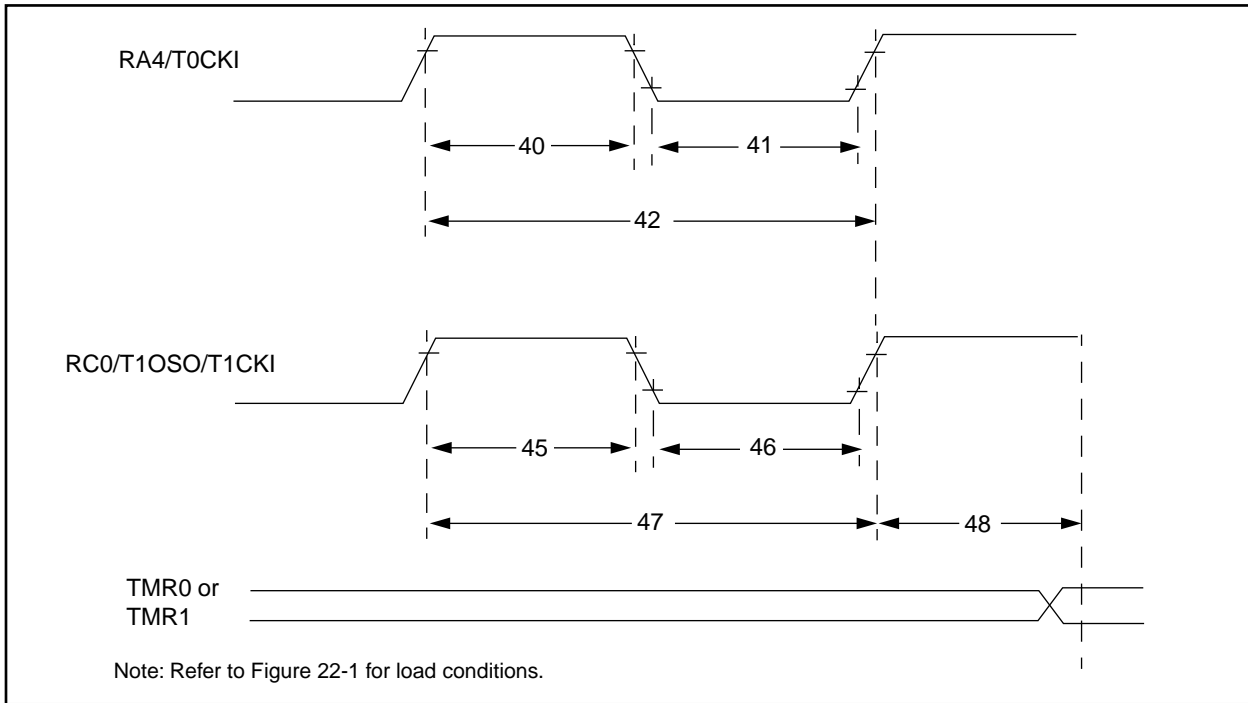 RA4/T0CKI
40
41
42
RC0/T1OSO/T1CKI
45
46
47
48
TMR0 or
TMR1
Note: Refer to Figure 22-1 for load conditions.